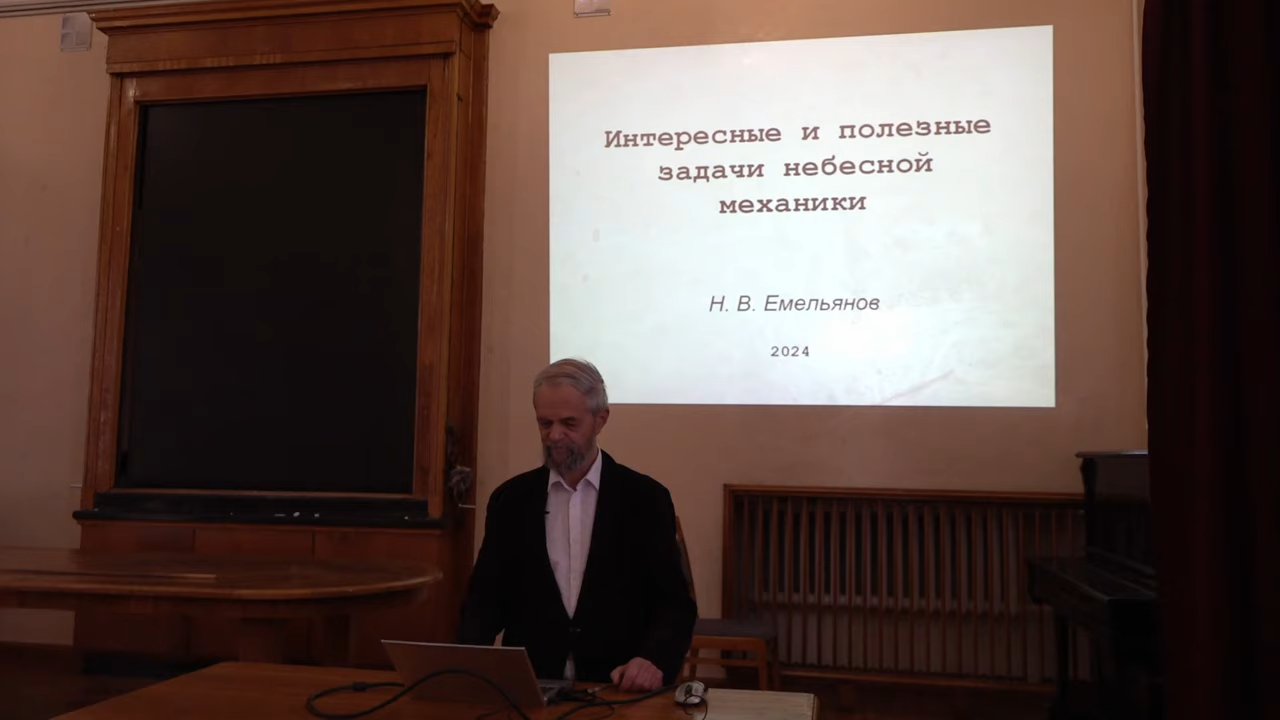 Интересные и полезные
задачи небесной
механики
Н. В. Емельянов
2024